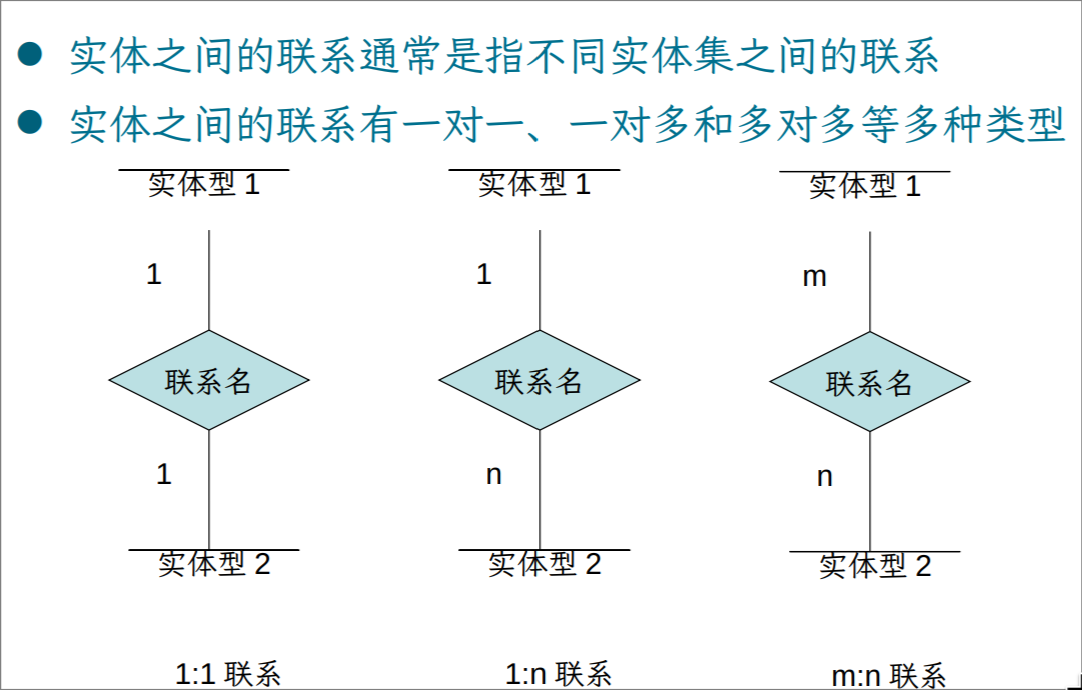 实体之间的联系通常是指不同实体集之间的联系
实体之间的联系有一对一、一对多和多对多等多种类型
实体型 1
实体型 1
实体型 1
1
1
m
联系名
联系名
联系名
1
n
n
实体型 2
实体型 2
实体型 2
1:1 联系
1:n 联系
m:n 联系